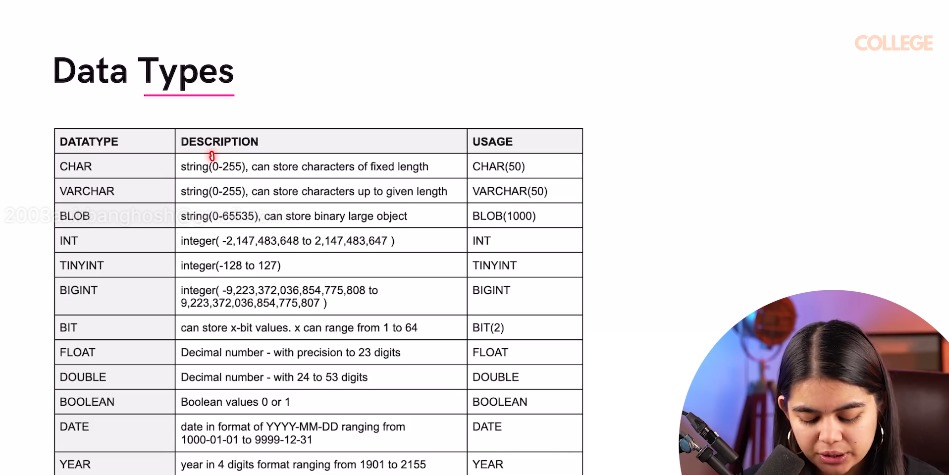 COLLEGE
Data Types
DATATYPE DESCRIPTION USAGE
CHAR string(0-255), can store characters of fixed length CHAR(50)
VARCHAR string(0-255), can store characters up to given length VARCHAR(50)
BLOB string(0-65535), can store binary large object BLOB(1000)
INT integer( -2,147,483,648 to 2,147,483,647 ) INT
TINYINT integer(-128 to 127) TINYINT
BIGINT integer( -9,223,372,036,854,775,808 to BIGINT
9,223,372,036,854,775,807 )
BIT can store x-bit values. x can range from 1 to 64 BIT(2)
FLOAT Decimal number - with precision to 23 digits FLOAT
DOUBLE Decimal number - with 24 to 53 digits DOUBLE
BOOLEAN Boolean values 0 or 1 BOOLEAN
DATE date in format of YYYY-MM-DD ranging from DATE
1000-01-01 to 9999-12-31
YEAR year in 4 digits format ranging from 1901 to 2155 YEAR